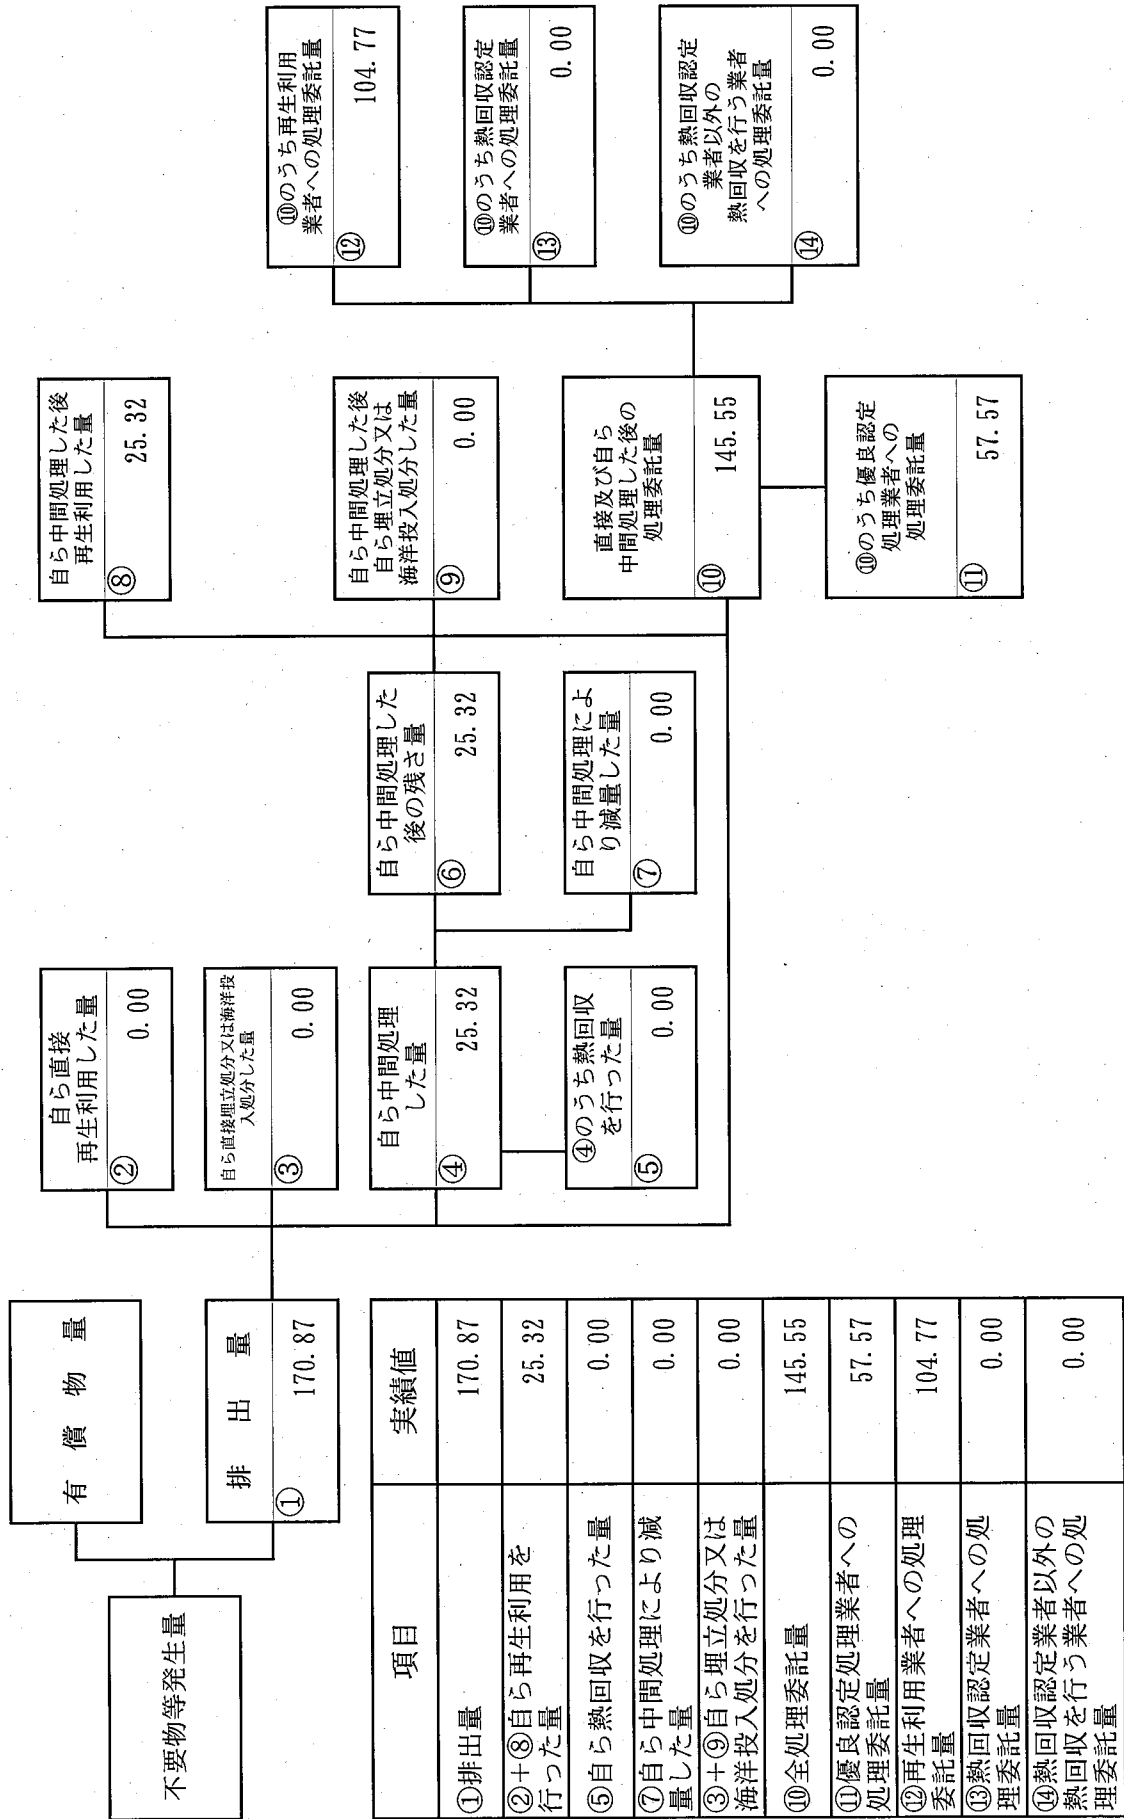 不要物等発生量
有償物量
排出量
①
170.87
自ら直接
再生利用した量
②
0.00
自ら直接埋立処分又は海洋投
入処分した量
③
0.00
自ら中間処理
した量
④
25.32
④のうち熱回収
を行った量
⑤
0.00
自ら中間処理した
後の残さ量
⑥
25.32
自ら中間処理によ
り減量した量
⑦
0.00
自ら中間処理した後
再生利用した量
⑧
25.32
自ら中間処理した後
自ら埋立処分又は
海洋投入処分した量
⑨
0.00
直接及び自ら
中間処理した後の
処理委託量
⑩
145.55
⑩のうち優良認定
処理業者への
処理委託量
⑪
57.57
⑩のうち再生利用
業者への処理委託量
⑫
104.77
⑩のうち熱回収認定
業者への処理委託量
⑬
0.00
⑩のうち熱回収認定
業者以外の
熱回収を行う業者
への処理委託量
⑭
0.00
項目 実績値
①排出量 170.87
②+⑧自ら再生利用を
行った量 25.32
⑤自ら熱回収を行った量 0.00
⑦自ら中間処理により減
量した量 0.00
③+⑨自ら埋立処分又は
海洋投入処分を行った量 0.00
⑩全処理委託量 145.55
⑪優良認定処理業者への
処理委託量 57.57
⑫再生利用業者への処理
委託量 104.77
⑬熱回収認定業者への処
理委託量 0.00
⑭熱回収認定業者以外の
熱回収を行う業者への処
理委託量 0.00